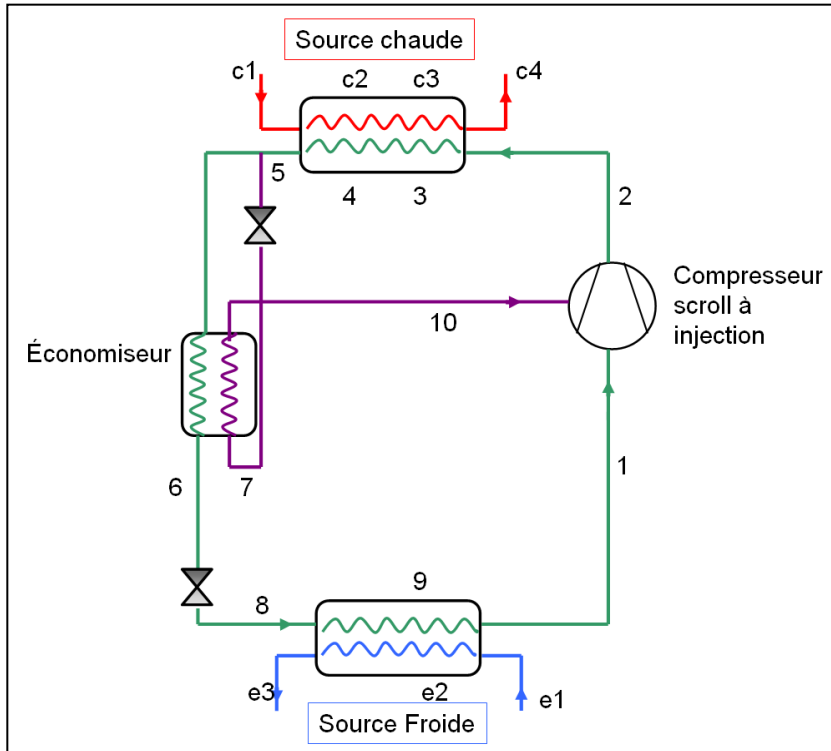 Source chaude
c1
c2
c3
c4
5
4
3
2
Compresseur
scroll à
injection
10
Économiseur
6
7
1
9
8
e3
e2
e1
Source Froide